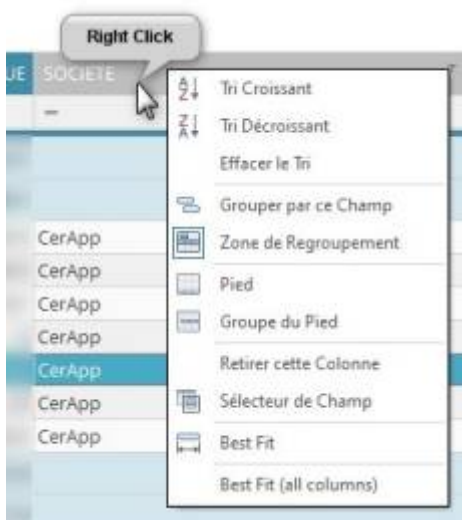 Right Click
UE SOCIETE
Tri Croissant
Tri Décroissant
Effacer le Tri
Grouper par ce Champ
Zone de Regroupement
Pied
Groupe du Pied
Retirer cette Colonne
Sélecteur de Champ
Best Fit
Best Fit (all columns)
CerApp
CerApp
CerApp
CerApp
CerApp
CerApp
CerApp